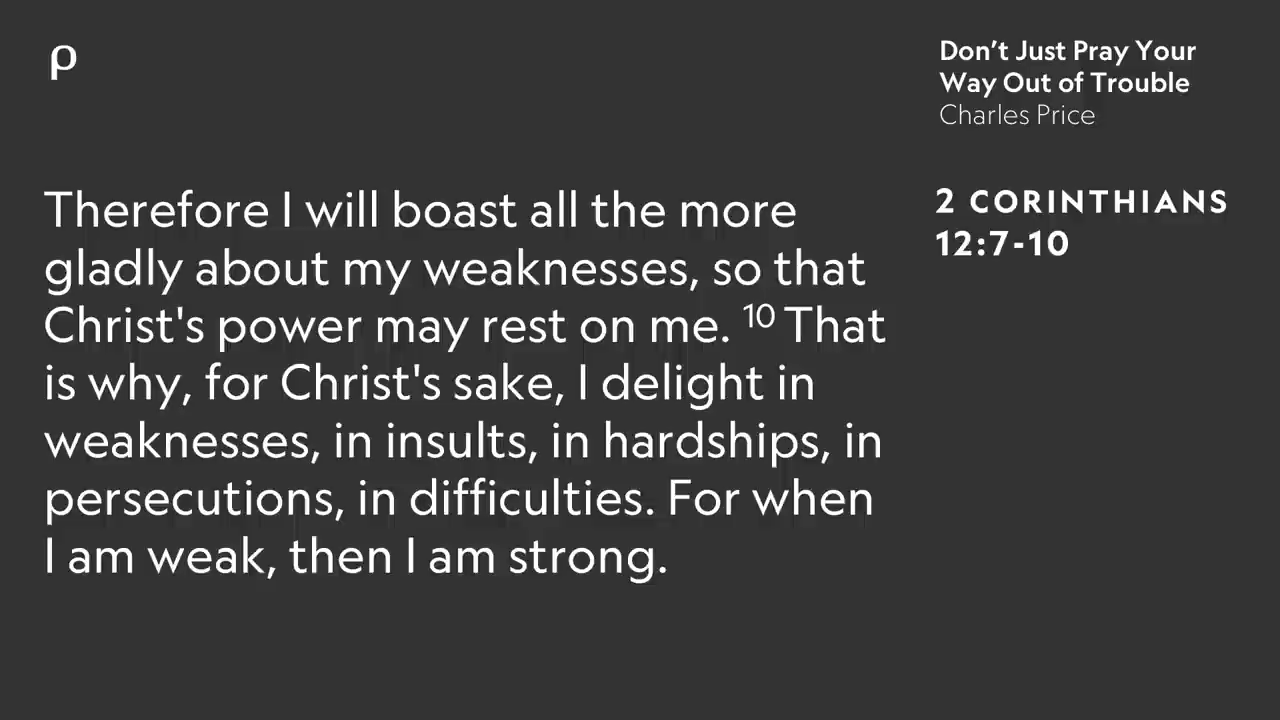 ρ
Don’t Just Pray Your
Way Out of Trouble
Charles Price
Therefore I will boast all the more
gladly about my weaknesses, so that
Christ's power may rest on me. ¹⁰ That
is why, for Christ's sake, I delight in
weaknesses, in insults, in hardships, in
persecutions, in difficulties. For when
I am weak, then I am strong.
2 CORINTHIANS
12:7-10